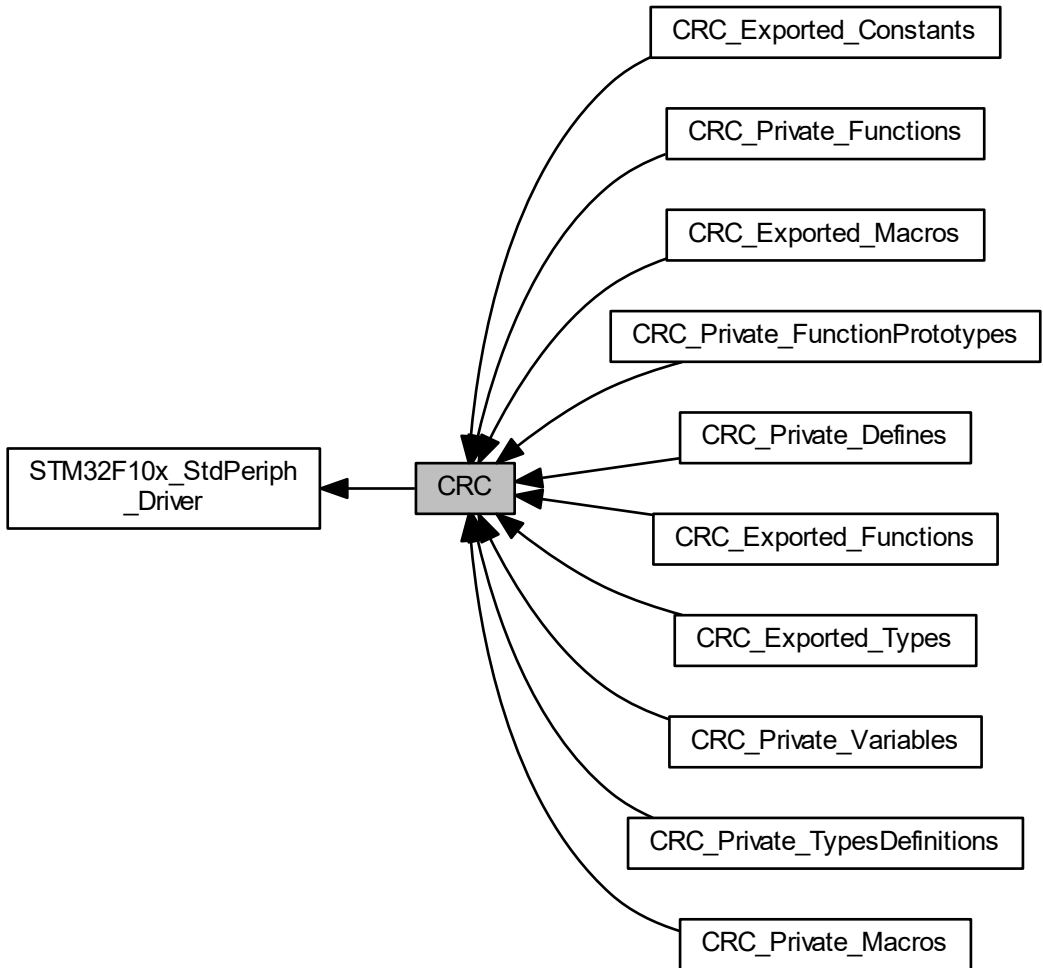 CRC_Exported_Constants
CRC_Private_Functions
CRC_Exported_Macros
CRC_Private_FunctionPrototypes
CRC_Private_Defines
STM32F10x_StdPeriph
_Driver
CRC
CRC_Exported_Functions
CRC_Exported_Types
CRC_Private_Variables
CRC_Private_TypesDefinitions
CRC_Private_Macros